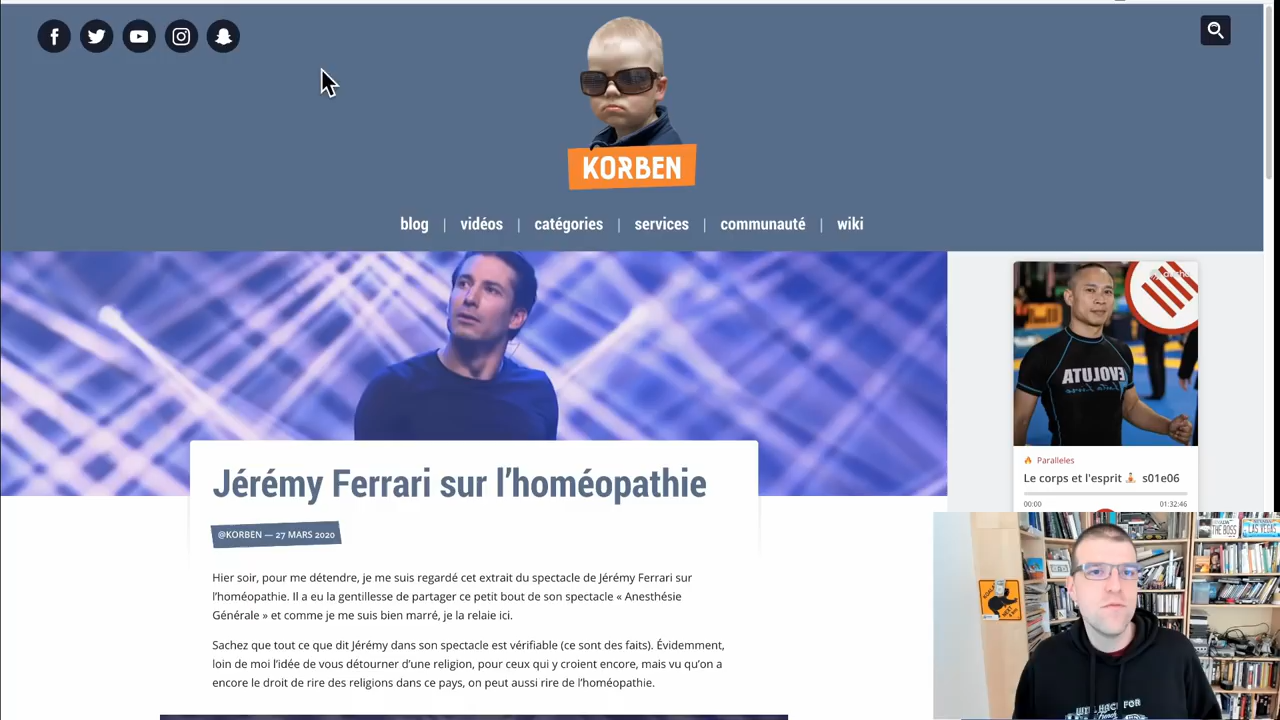 KORBEN
blog | vidéos | catégories | services | communauté | wiki
Jérémy Ferrari sur l’homéopathie
@KORBEN — 27 MARS 2020
Hier soir, pour me détendre, je me suis regardé cet extrait du spectacle de Jérémy Ferrari sur
l’homéopathie. Il a eu la gentillesse de partager ce petit bout de son spectacle « Anesthésie
Générale » et comme je me suis bien marré, je la relaie ici.
Sachez que tout ce que dit Jérémy dans son spectacle est vérifiable (ce sont des faits). Évidemment,
loin de moi l’idée de vous détourner d’une religion, pour ceux qui y croient encore, mais vu qu’on a
encore le droit de rire des religions dans ce pays, on peut aussi rire de l’homéopathie.
EVOLUTA
Paralleles
Le corps et l'esprit s01e06
00:00 01:32:46
THE BOSS
LAS VEGAS
HACK FOR